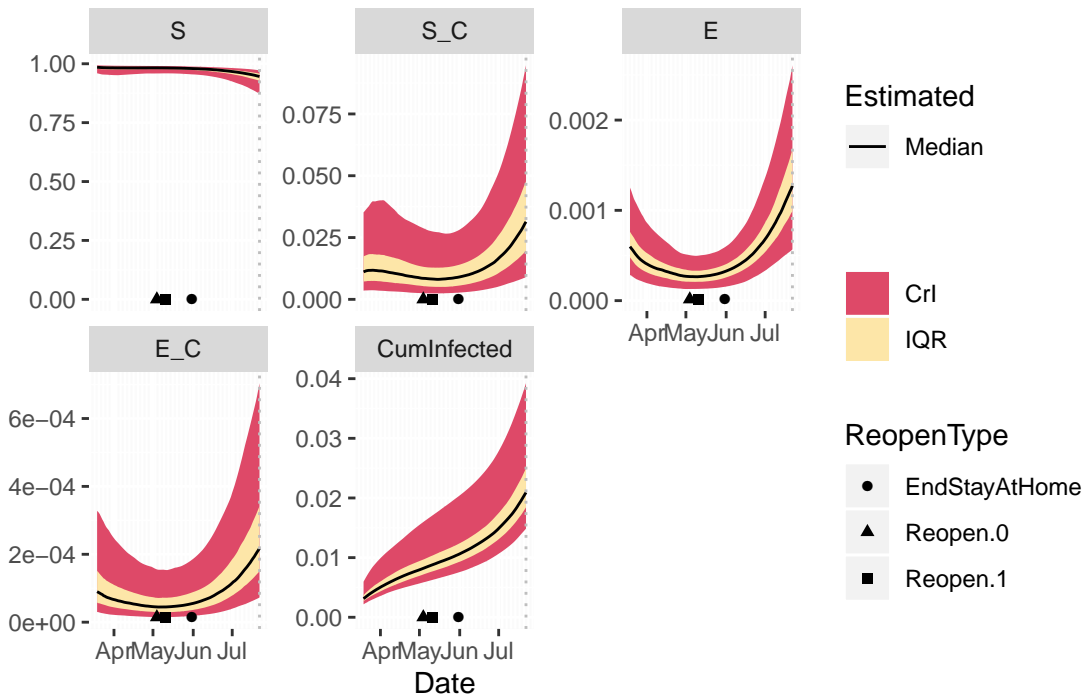 S
S_C
E
1.00
0.75
0.50
0.25
0.00
0.075
0.050
0.025
0.000
0.002
0.001
0.000
Apr May Jun Jul
E_C
CumInfected
6e−04
4e−04
2e−04
0e+00
0.04
0.03
0.02
0.01
0.00
Apr May Jun Jul
Apr May Jun Jul
Date
Estimated
Median
CrI
IQR
ReopenType
EndStayAtHome
Reopen.0
Reopen.1